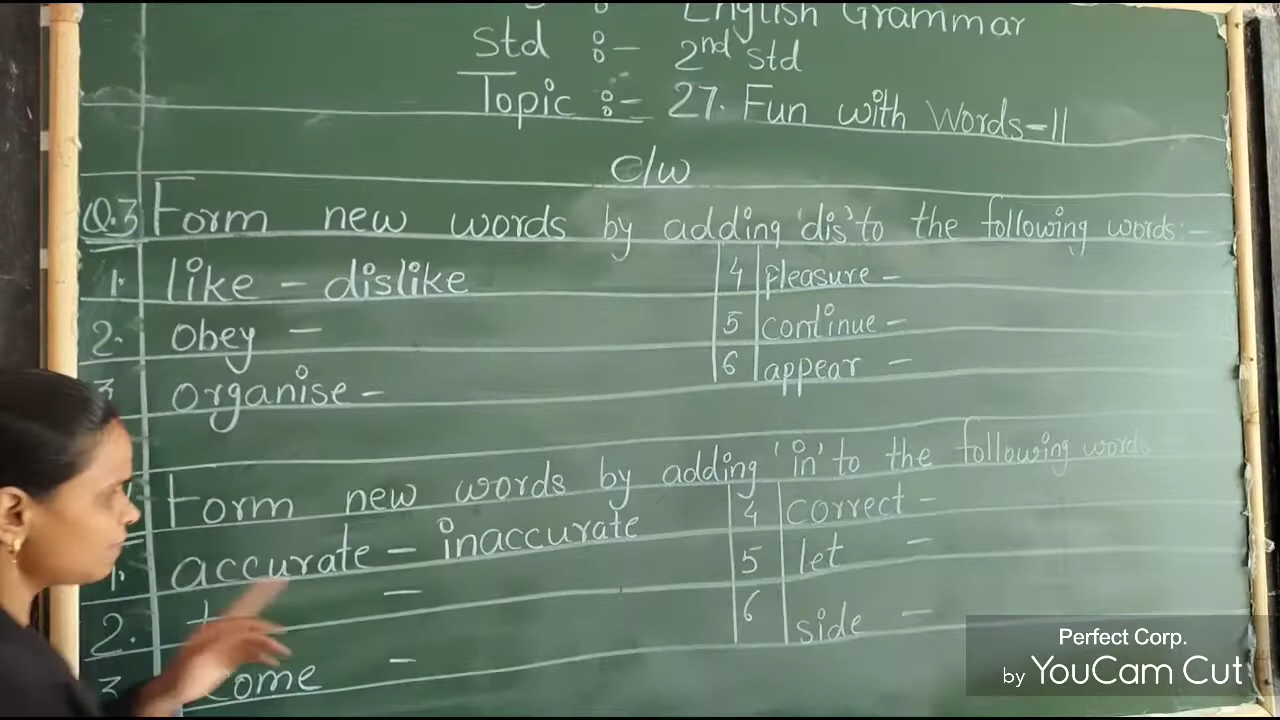 : English Grammar
Std :- 2nd std
Topic :- 27. Fun with Words-II
C/w
Q.3 Form new words by adding 'dis' to the following words:-
1. like - dislike
2. obey -
3. organise -
4 pleasure -
5 continue -
6 appear -
Form new words by adding 'in' to the following words
1. accurate - inaccurate
2. -
3 come -
4 correct -
5 let -
6 side -
Perfect Corp.
by YouCam Cut